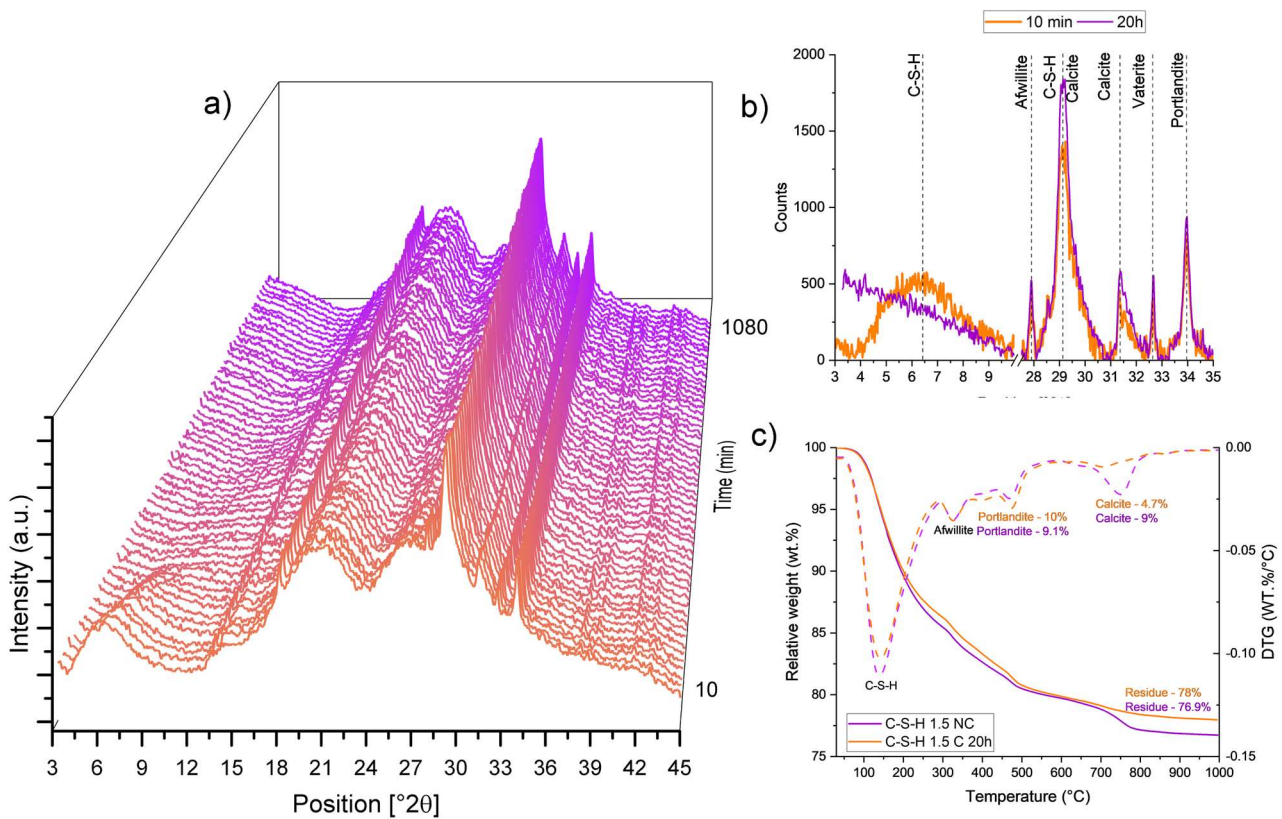 a)
Intensity (a.u.)
3 6 9 12 15 18 21 24 27 30 33 36 39 42 45
Position [°2θ]
10
Time (min)
1080
10 min 20h
b)
2000
1500
1000
500
0
Counts
C-S-H
Afwillite
C-S-H
Calcite
Calcite
Vaterite
Portlandite
3 4 5 6 7 8 9 28 29 30 31 32 33 34 35
c)
100
95
90
85
80
75
Relative weight (wt.%)
0.00
-0.05
-0.10
-0.15
DTG (WT.%/°C)
Afwillite
Portlandite - 10%
Portlandite - 9.1%
Calcite - 4.7%
Calcite - 9%
C-S-H
Residue - 78%
Residue - 76.9%
C-S-H 1.5 NC
C-S-H 1.5 C 20h
100 200 300 400 500 600 700 800 900 1000
Temperature (°C)